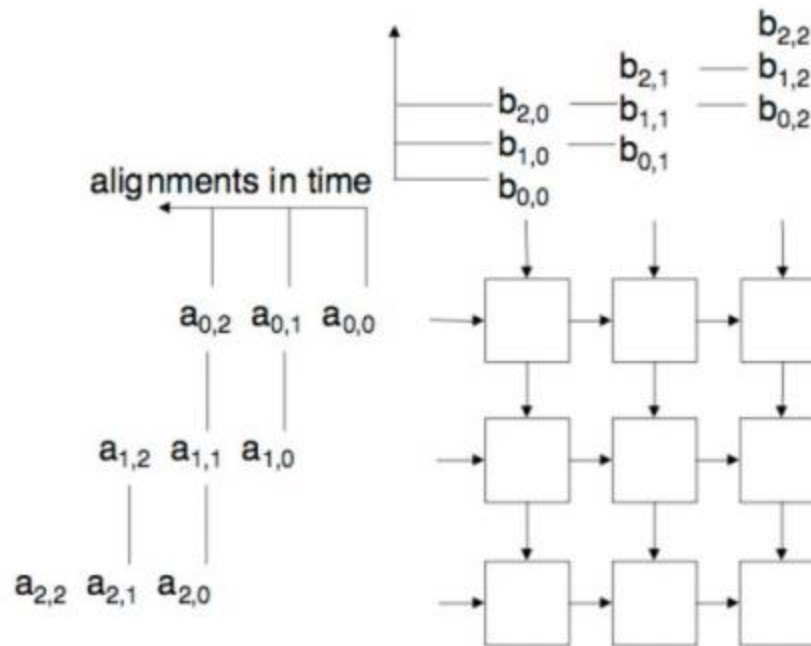 b2,2
b2,1 b1,2
b2,0 b1,1 b0,2
b1,0 b0,1
alignments in time
b0,0
a0,2 a0,1 a0,0
a1,2 a1,1 a1,0
a2,2 a2,1 a2,0